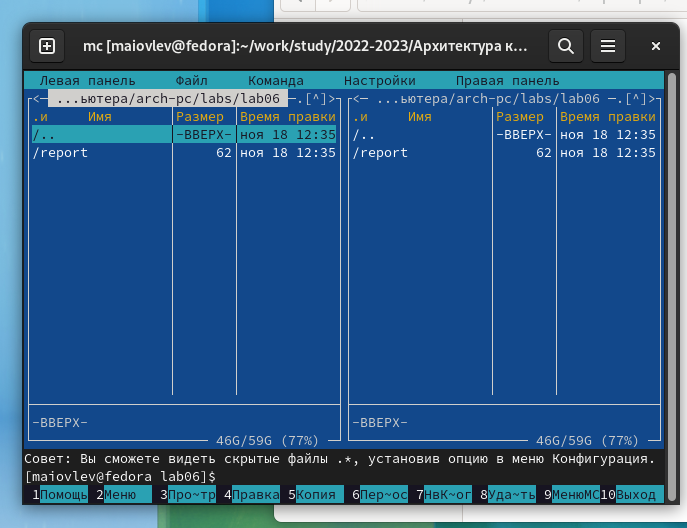 mc [maiovlev@fedora]:~/work/study/2022-2023/Архитектура к…
Левая панель Файл Команда Настройки Правая панель
<─ …ьютера/arch-pc/labs/lab06 ─.[^]> <─ …ьютера/arch-pc/labs/lab06 ─.[^]>
.и Имя Размер Время правки .и Имя Размер Время правки
/.. -ВВЕРХ- ноя 18 12:35 /.. -ВВЕРХ- ноя 18 12:35
/report 62 ноя 18 12:35 /report 62 ноя 18 12:35
-ВВЕРХ- -ВВЕРХ-
46G/59G (77%) 46G/59G (77%)
Совет: Вы сможете видеть скрытые файлы .*, установив опцию в меню Конфигурация.
[maiovlev@fedora lab06]$
1Помощь 2Меню 3Про~тр 4Правка 5Копия 6Пер~ос 7НвК~ог 8Уда~ть 9МенюMC 10Выход